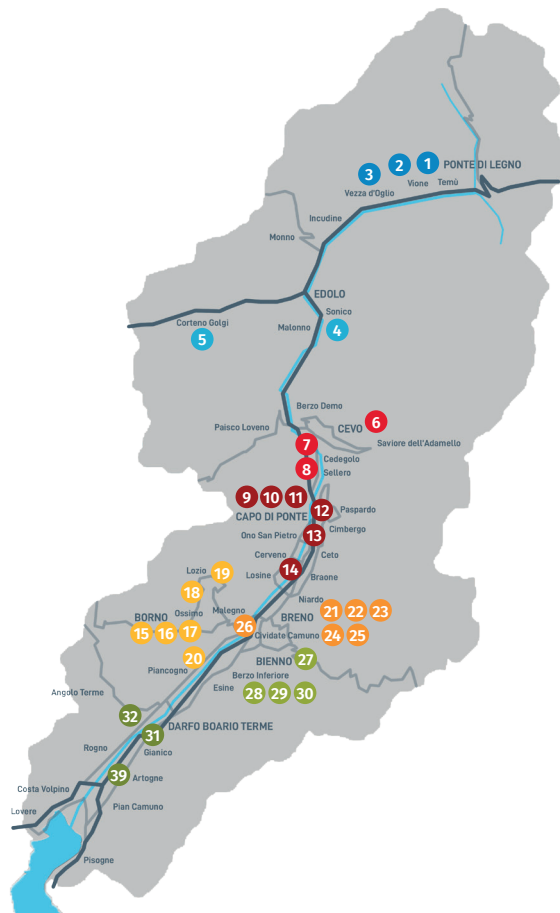 1
PONTE DI LEGNO
2
3
Temù
Vione
Vezza d'Oglio
Incudine
Monno
EDOLO
Sonico
Corteno Golgi
Malonno
4
5
Berzo Demo
CEVO
6
Paisco Loveno
Saviore dell'Adamello
7
Cedegolo
8
Sellero
9
10
11
12
Paspardo
CAPO DI PONTE
Cimbergo
Ono San Pietro
13
Ceto
Cerveno
14
Losine
Braone
Lozio
19
18
Niardo
Malegno
Ossimo
BORNO
21
22
23
BRENO
15
16
17
26
24
25
Cividate Camuno
20
Piancogno
BIENNO
27
Berzo Inferiore
Esine
28
29
30
Angolo Terme
32
DARFO BOARIO TERME
31
Rogno
Gianico
39
Artogne
Costa Volpino
Lovere
Pian Camuno
Pisogne